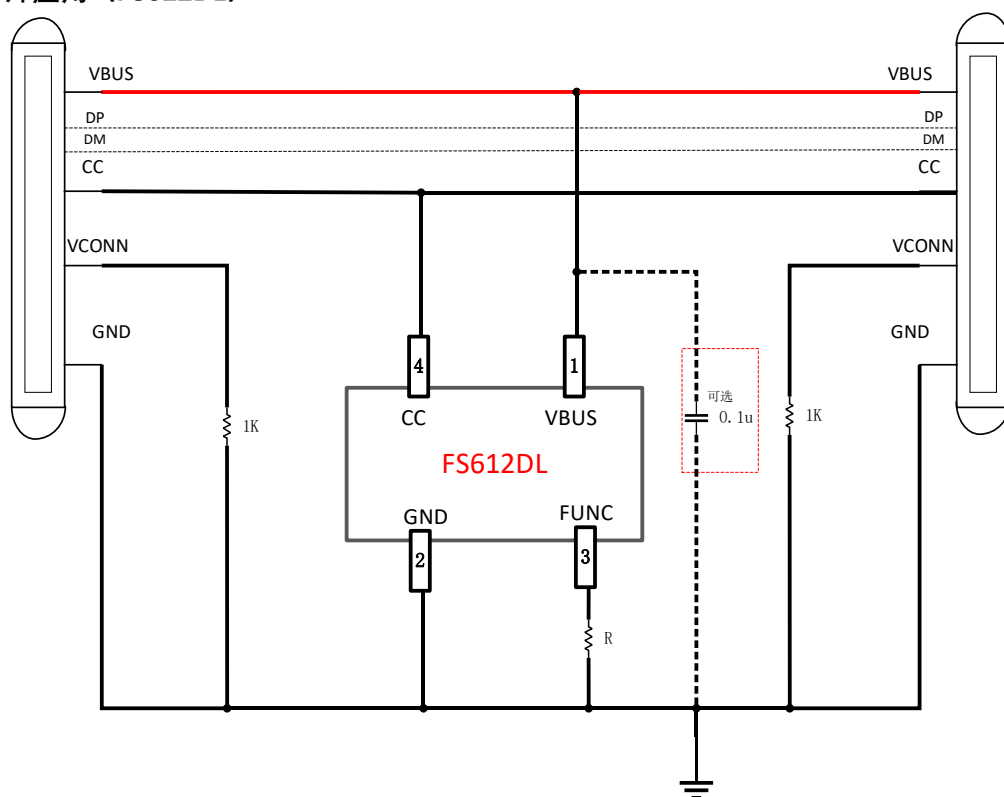 VBUS VBUS
DP DP
DM DM
CC CC
VCONN VCONN
GND GND
4 1
可选
1K CC VBUS 0.1u 1K
FS612DL
GND FUNC
2 3
R